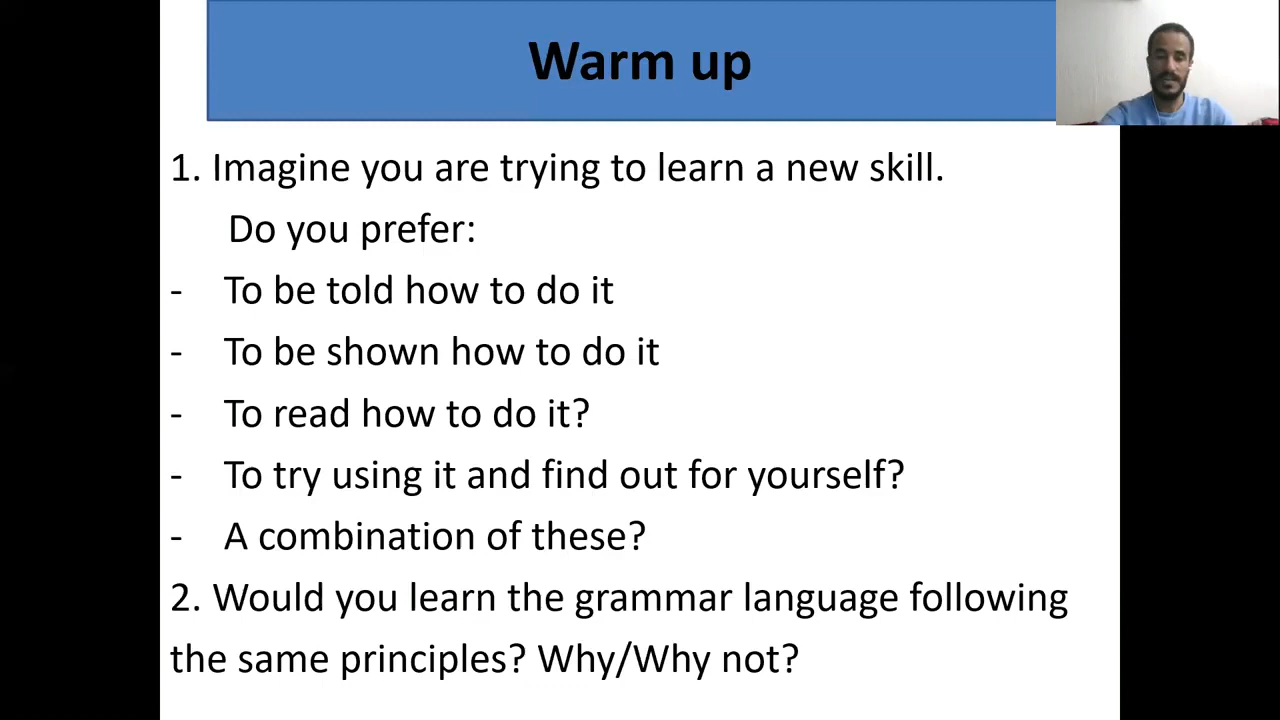 Warm up
1. Imagine you are trying to learn a new skill.
Do you prefer:
- To be told how to do it
- To be shown how to do it
- To read how to do it?
- To try using it and find out for yourself?
- A combination of these?
2. Would you learn the grammar language following
the same principles? Why/Why not?